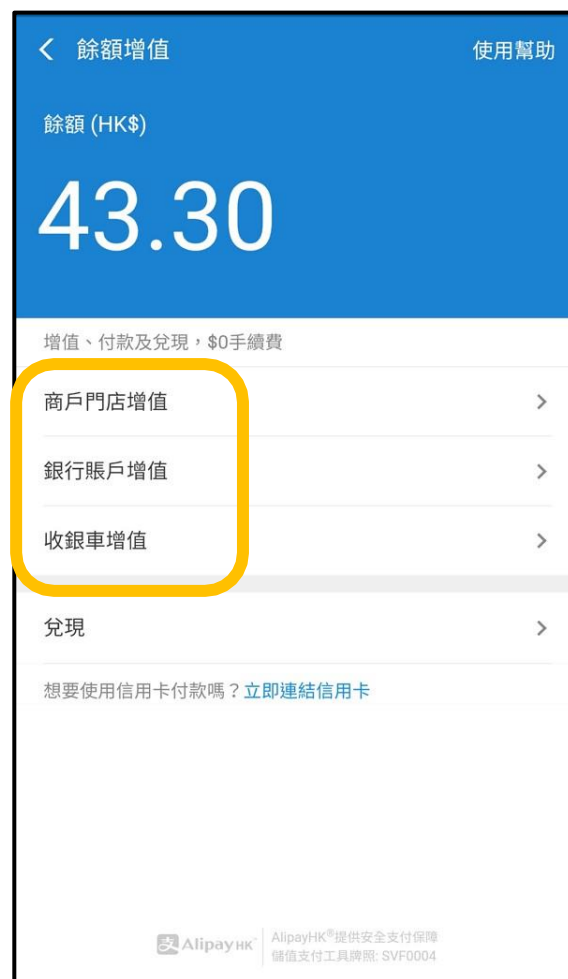 餘額增值
使用幫助
餘額 (HK$)
43.30
增值、付款及兌現，$0手續費
商戶門店增值
銀行賬戶增值
收銀車增值
兌現
想要使用信用卡付款嗎？立即連結信用卡
支 AlipayHK™
AlipayHK®提供安全支付保障
儲值支付工具牌照: SVF0004